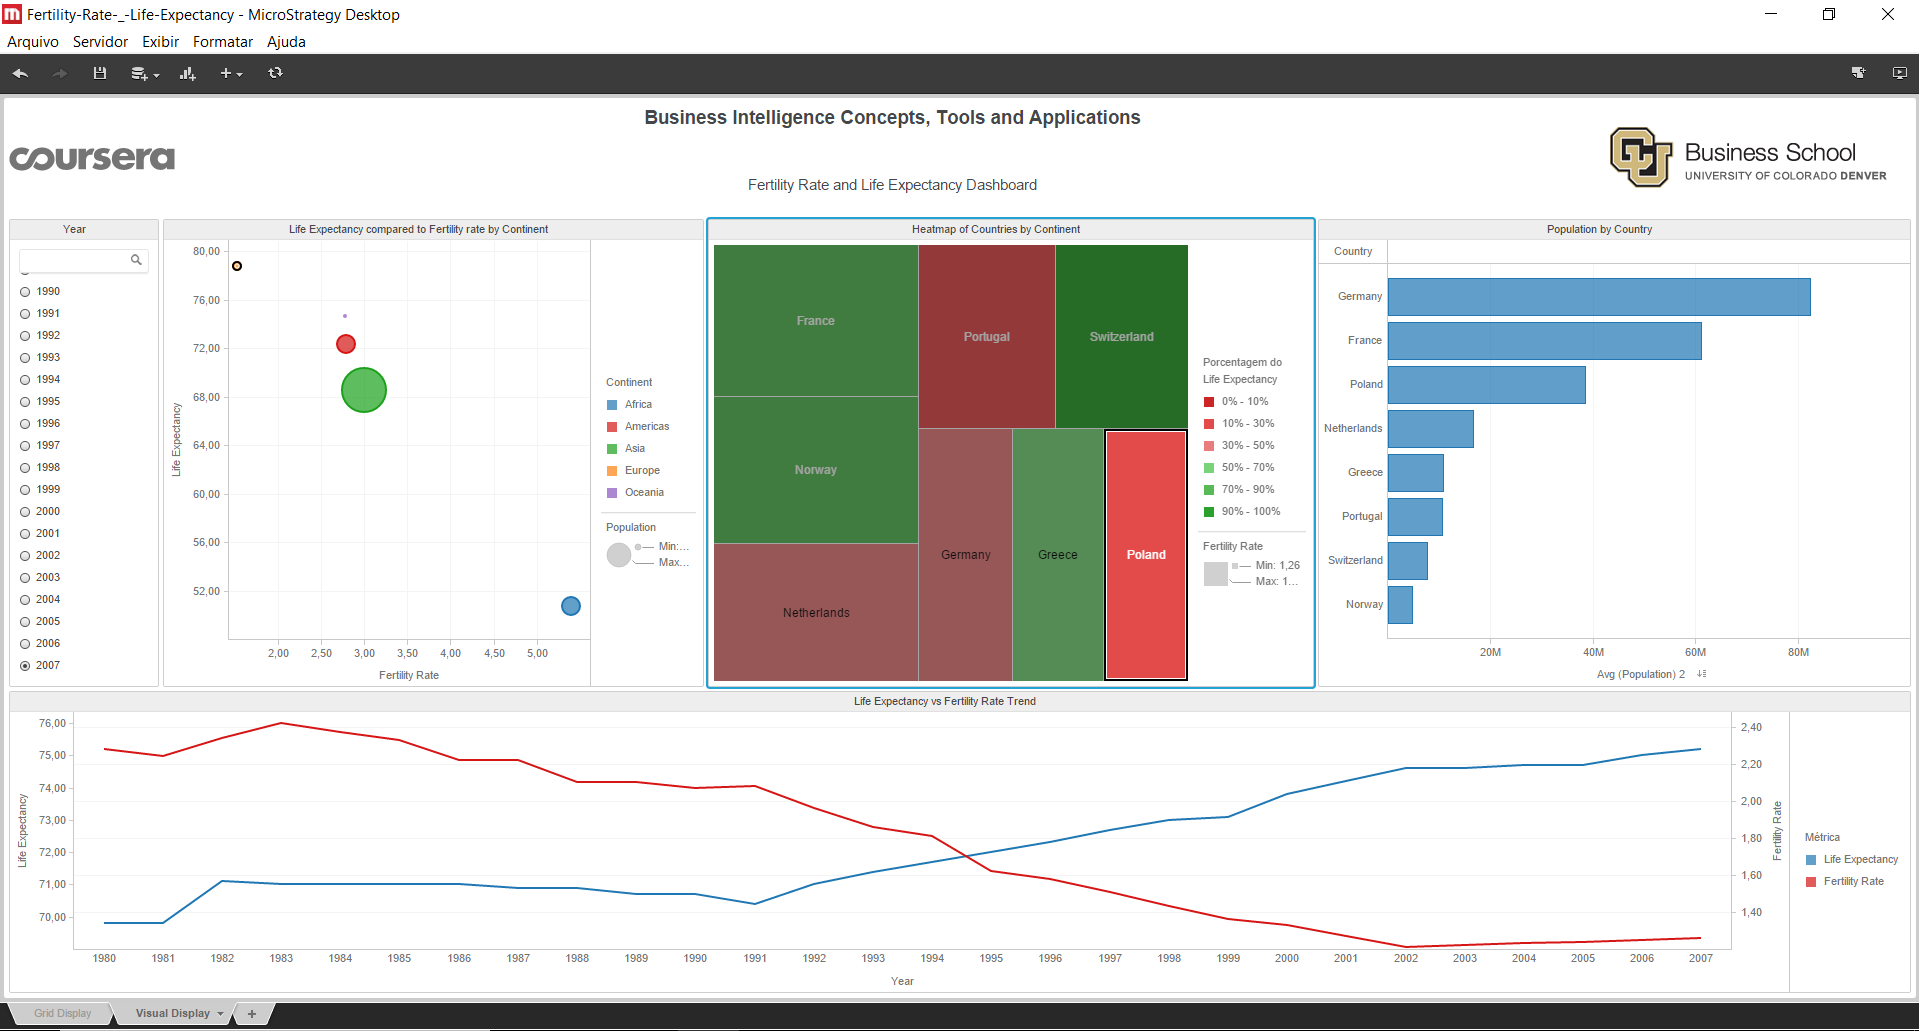 Fertility-Rate-_-Life-Expectancy - MicroStrategy Desktop
Arquivo Servidor Exibir Formatar Ajuda
Business Intelligence Concepts, Tools and Applications
coursera
Fertility Rate and Life Expectancy Dashboard
CU
Business School
UNIVERSITY OF COLORADO DENVER
Year
1990
1991
1992
1993
1994
1995
1996
1997
1998
1999
2000
2001
2002
2003
2004
2005
2006
2007
Life Expectancy compared to Fertility rate by Continent
Life Expectancy
80,00
76,00
72,00
68,00
64,00
60,00
56,00
52,00
2,00 2,50 3,00 3,50 4,00 4,50 5,00
Fertility Rate
Continent
Africa
Americas
Asia
Europe
Oceania
Population
Min:...
Max...
Heatmap of Countries by Continent
France
Portugal
Switzerland
Norway
Germany
Greece
Poland
Netherlands
Porcentagem do
Life Expectancy
0% - 10%
10% - 30%
30% - 50%
50% - 70%
70% - 90%
90% - 100%
Fertility Rate
Min: 1,26
Max: 1...
Population by Country
Country
Germany
France
Poland
Netherlands
Greece
Portugal
Switzerland
Norway
20M 40M 60M 80M
Avg (Population) 2
Life Expectancy vs Fertility Rate Trend
Life Expectancy
76,00
75,00
74,00
73,00
72,00
71,00
70,00
2,40
2,20
2,00
1,80
1,60
1,40
Fertility Rate
1980 1981 1982 1983 1984 1985 1986 1987 1988 1989 1990 1991 1992 1993 1994 1995 1996 1997 1998 1999 2000 2001 2002 2003 2004 2005 2006 2007
Year
Métrica
Life Expectancy
Fertility Rate
Grid Display
Visual Display